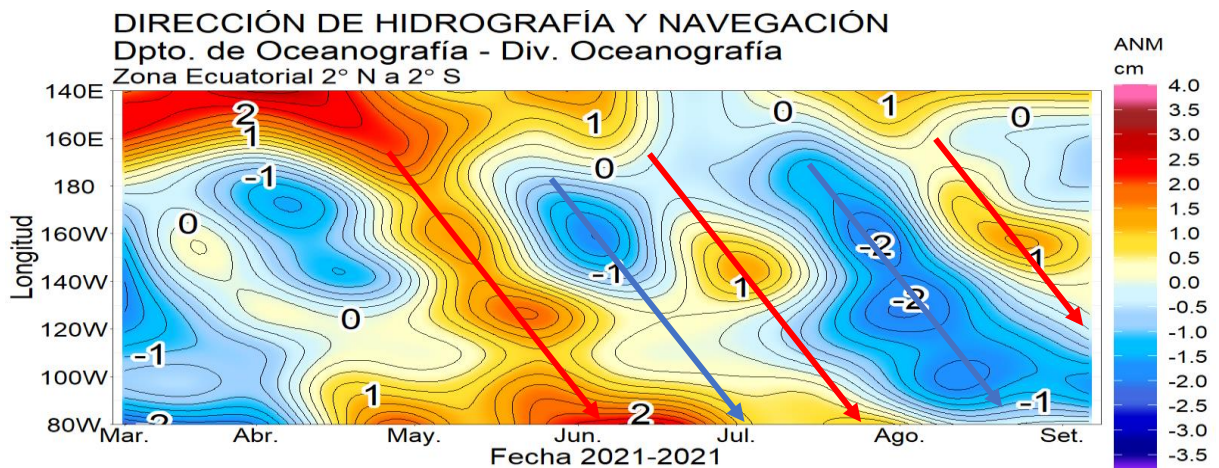 DIRECCIÓN DE HIDROGRAFÍA Y NAVEGACIÓN
Dpto. de Oceanografía - Div. Oceanografía
Zona Ecuatorial 2° N a 2° S
ANM
cm
140E
160E
180
160W
140W
120W
100W
80W
Longitud
2
1
-1
0
0
-1
0
1
1
0
-1
2
1
0
-2
-2
1
0
1
-1
2
Mar.
Abr.
May.
Jun.
Jul.
Ago.
Set.
Fecha 2021-2021
4.0
3.5
3.0
2.5
2.0
1.5
1.0
0.5
0.0
-0.5
-1.0
-1.5
-2.0
-2.5
-3.0
-3.5